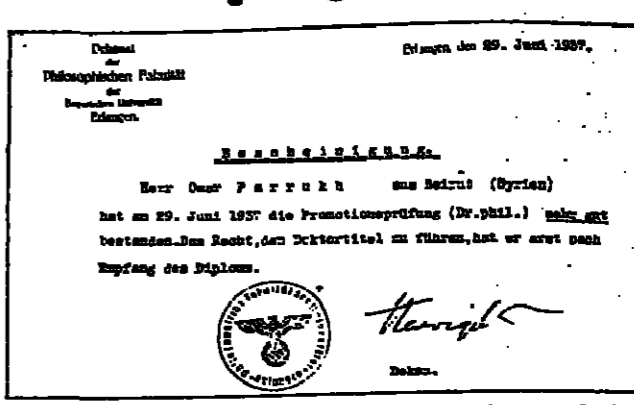 Dekanat
der
Philosophischen Fakultät
der
Bayerischen Universität
Erlangen.
Erlangen den 29. Juni 1937.
Bescheinigung.
Herr Omar Farrukh aus Beirut (Syrien)
hat am 29. Juni 1937 die Promotionsprüfung (Dr.phil.) sehr gut
bestanden.Das Recht,den Doktortitel zu führen,hat er erst nach
Empfang des Diploms.
Dekan.